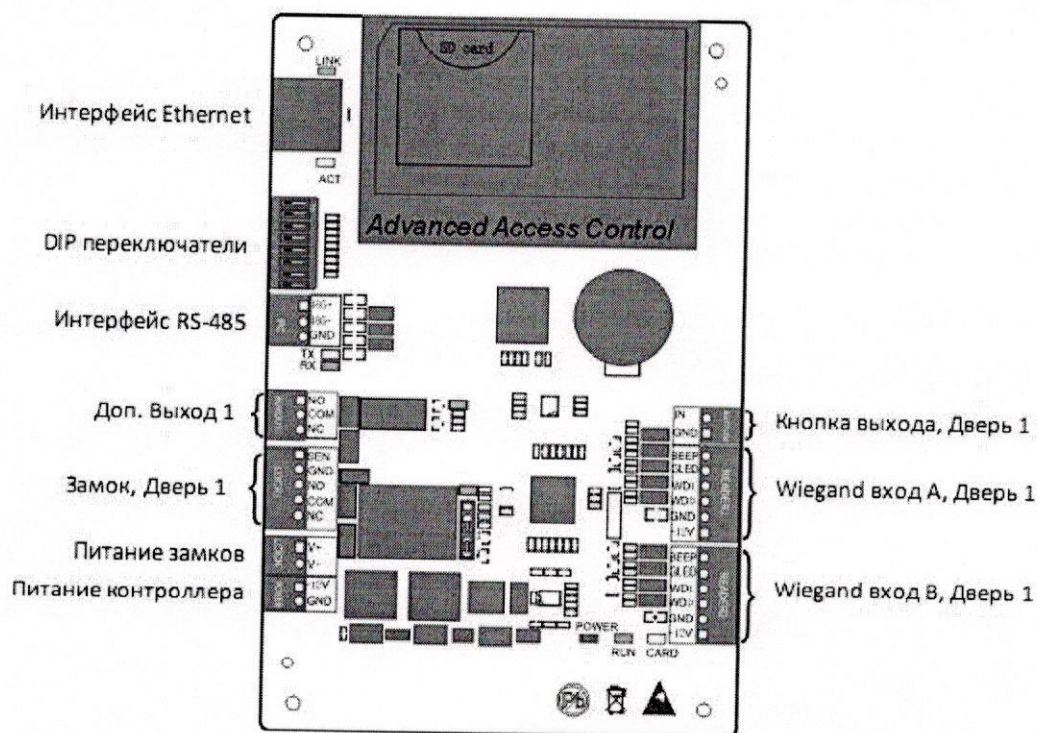 SD card
LINK
Интерфейс Ethernet
ACT
Advanced Access Control
DIP переключатели
Интерфейс RS-485
GND
TX
RX
Доп. Выход 1
NO
COM
NC
Замок, Дверь 1
SEN
GND
NO
COM
NC
Питание замков
V+
V-
Питание контроллера
GND
IN
GND
Кнопка выхода, Дверь 1
BEEP
GLED
GND
Wiegand вход A, Дверь 1
BEEP
GLED
GND
Wiegand вход B, Дверь 1
POWER
RUN
CARD
Pb